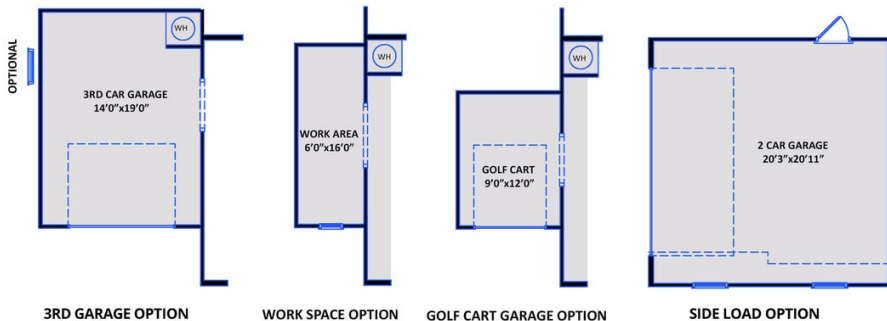 OPTIONAL
WH
3RD CAR GARAGE
14'0"x19'0"
3RD GARAGE OPTION
WH
WORK AREA
6'0"x16'0"
WORK SPACE OPTION
WH
GOLF CART
9'0"x12'0"
GOLF CART GARAGE OPTION
2 CAR GARAGE
20'3"x20'11"
SIDE LOAD OPTION